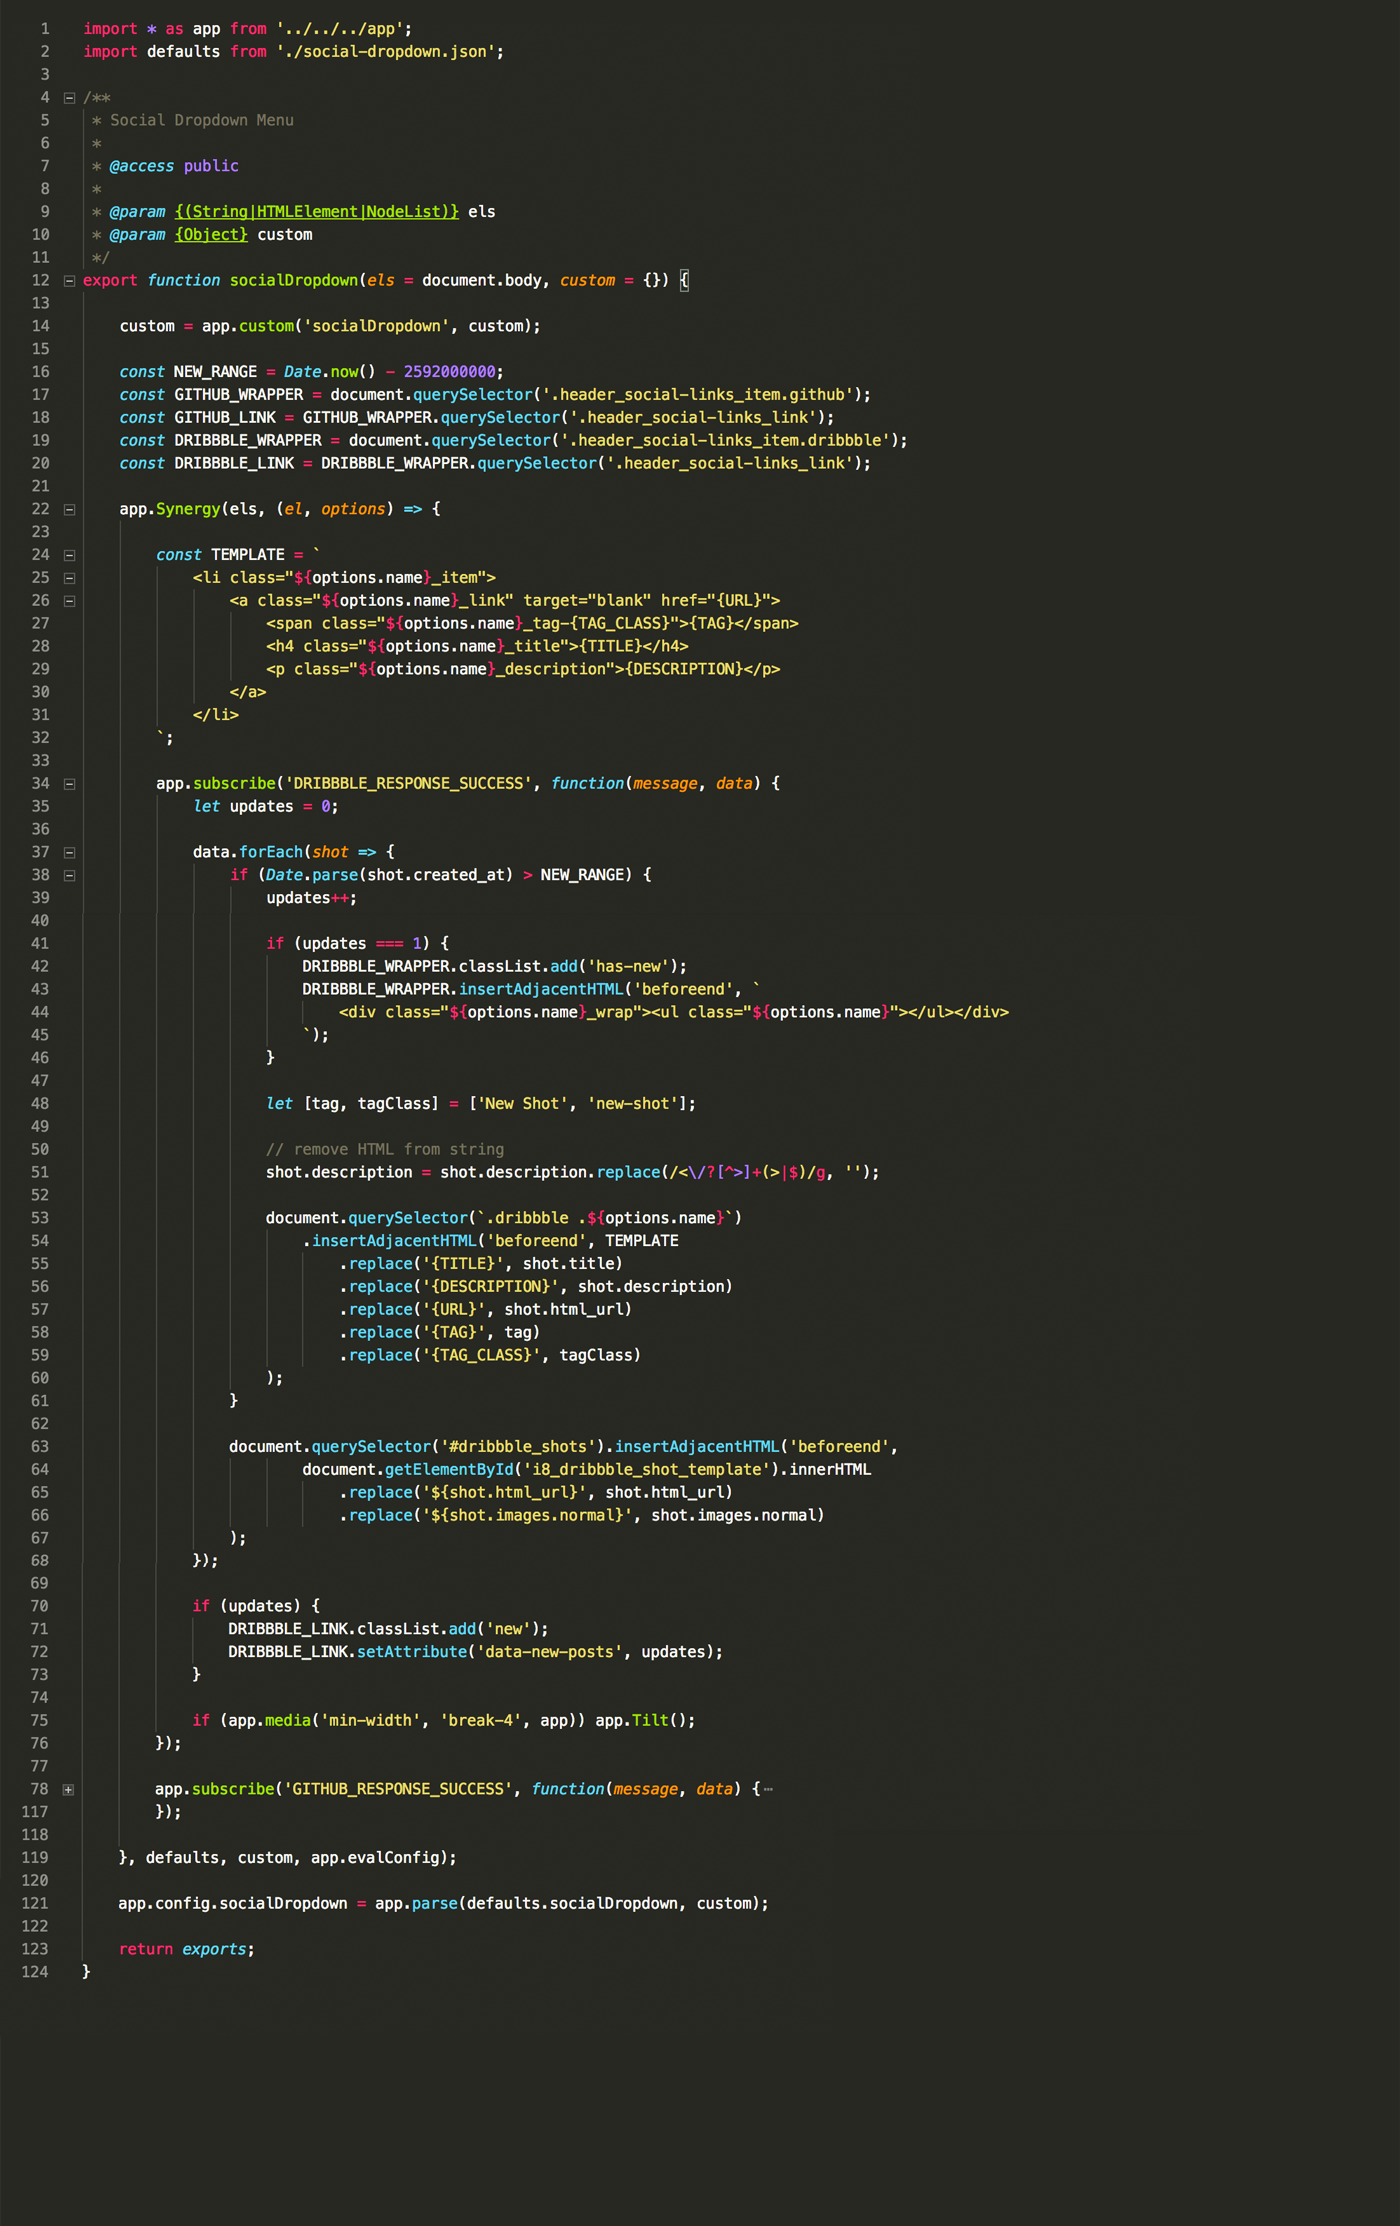 1 import * as app from '../../../app';
2 import defaults from './social-dropdown.json';
3
4 /**
5 * Social Dropdown Menu
6 *
7 * @access public
8 *
9 * @param {(String|HTMLElement|NodeList)} els
10 * @param {Object} custom
11 */
12 export function socialDropdown(els = document.body, custom = {}) {
13
14 custom = app.custom('socialDropdown', custom);
15
16 const NEW_RANGE = Date.now() - 2592000000;
17 const GITHUB_WRAPPER = document.querySelector('.header_social-links_item.github');
18 const GITHUB_LINK = GITHUB_WRAPPER.querySelector('.header_social-links_link');
19 const DRIBBBLE_WRAPPER = document.querySelector('.header_social-links_item.dribbble');
20 const DRIBBBLE_LINK = DRIBBBLE_WRAPPER.querySelector('.header_social-links_link');
21
22 app.Synergy(els, (el, options) => {
23
24 const TEMPLATE = `
25 <li class="${options.name}_item">
26 <a class="${options.name}_link" target="blank" href="{URL}">
27 <span class="${options.name}_tag-{TAG_CLASS}">{TAG}</span>
28 <h4 class="${options.name}_title">{TITLE}</h4>
29 <p class="${options.name}_description">{DESCRIPTION}</p>
30 </a>
31 </li>
32 `;
33
34 app.subscribe('DRIBBBLE_RESPONSE_SUCCESS', function(message, data) {
35 let updates = 0;
36
37 data.forEach(shot => {
38 if (Date.parse(shot.created_at) > NEW_RANGE) {
39 updates++;
40
41 if (updates === 1) {
42 DRIBBBLE_WRAPPER.classList.add('has-new');
43 DRIBBBLE_WRAPPER.insertAdjacentHTML('beforeend', `
44 <div class="${options.name}_wrap"><ul class="${options.name}"></ul></div>
45 `);
46 }
47
48 let [tag, tagClass] = ['New Shot', 'new-shot'];
49
50 // remove HTML from string
51 shot.description = shot.description.replace(/<\/?[^>]+(>|$)/g, '');
52
53 document.querySelector(`.dribbble .${options.name}`)
54 .insertAdjacentHTML('beforeend', TEMPLATE
55 .replace('{TITLE}', shot.title)
56 .replace('{DESCRIPTION}', shot.description)
57 .replace('{URL}', shot.html_url)
58 .replace('{TAG}', tag)
59 .replace('{TAG_CLASS}', tagClass)
60 );
61 }
62
63 document.querySelector('#dribbble_shots').insertAdjacentHTML('beforeend',
64 document.getElementById('i8_dribbble_shot_template').innerHTML
65 .replace('${shot.html_url}', shot.html_url)
66 .replace('${shot.images.normal}', shot.images.normal)
67 );
68 });
69
70 if (updates) {
71 DRIBBBLE_LINK.classList.add('new');
72 DRIBBBLE_LINK.setAttribute('data-new-posts', updates);
73 }
74
75 if (app.media('min-width', 'break-4', app)) app.Tilt();
76 });
77
78 app.subscribe('GITHUB_RESPONSE_SUCCESS', function(message, data) {⋯
117 });
118
119 }, defaults, custom, app.evalConfig);
120
121 app.config.socialDropdown = app.parse(defaults.socialDropdown, custom);
122
123 return exports;
124 }